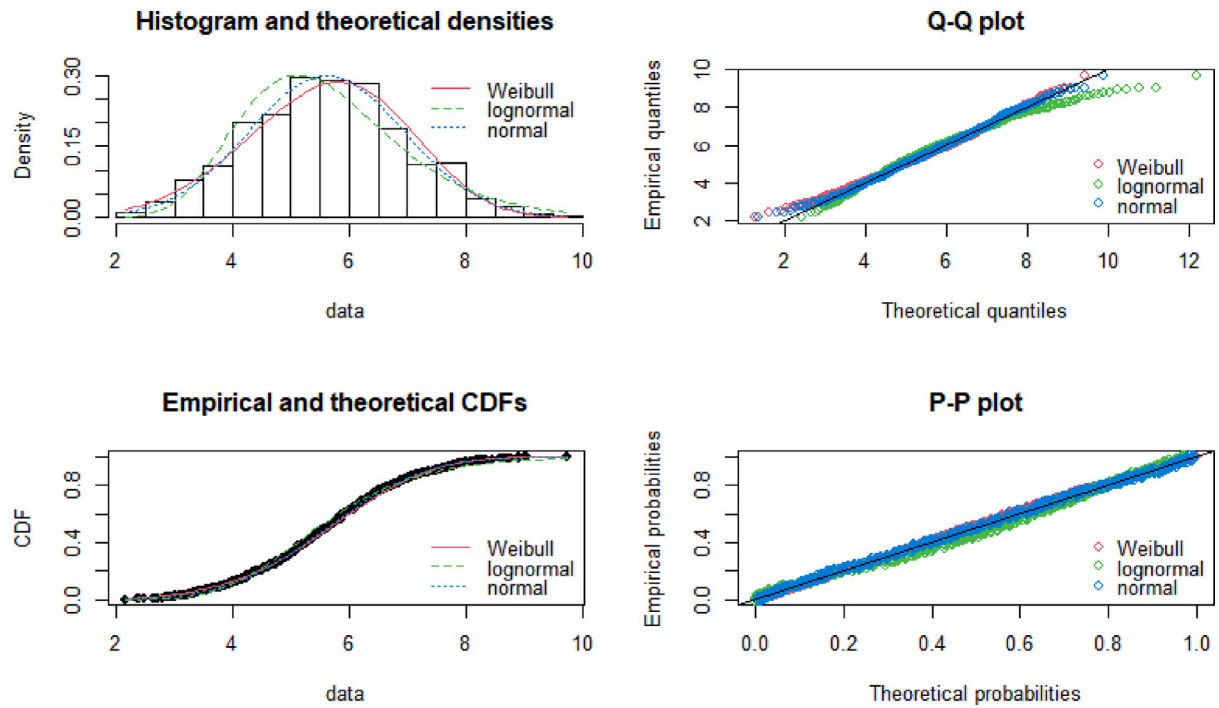 Histogram and theoretical densities
Density
0.00
0.15
0.30
Weibull
lognormal
normal
2 4 6 8 10
data
Q-Q plot
Empirical quantiles
2 4 6 8 10
Weibull
lognormal
normal
2 4 6 8 10 12
Theoretical quantiles
Empirical and theoretical CDFs
CDF
0.0 0.4 0.8
Weibull
lognormal
normal
2 4 6 8 10
data
P-P plot
Empirical probabilities
0.0 0.4 0.8
Weibull
lognormal
normal
0.0 0.2 0.4 0.6 0.8 1.0
Theoretical probabilities